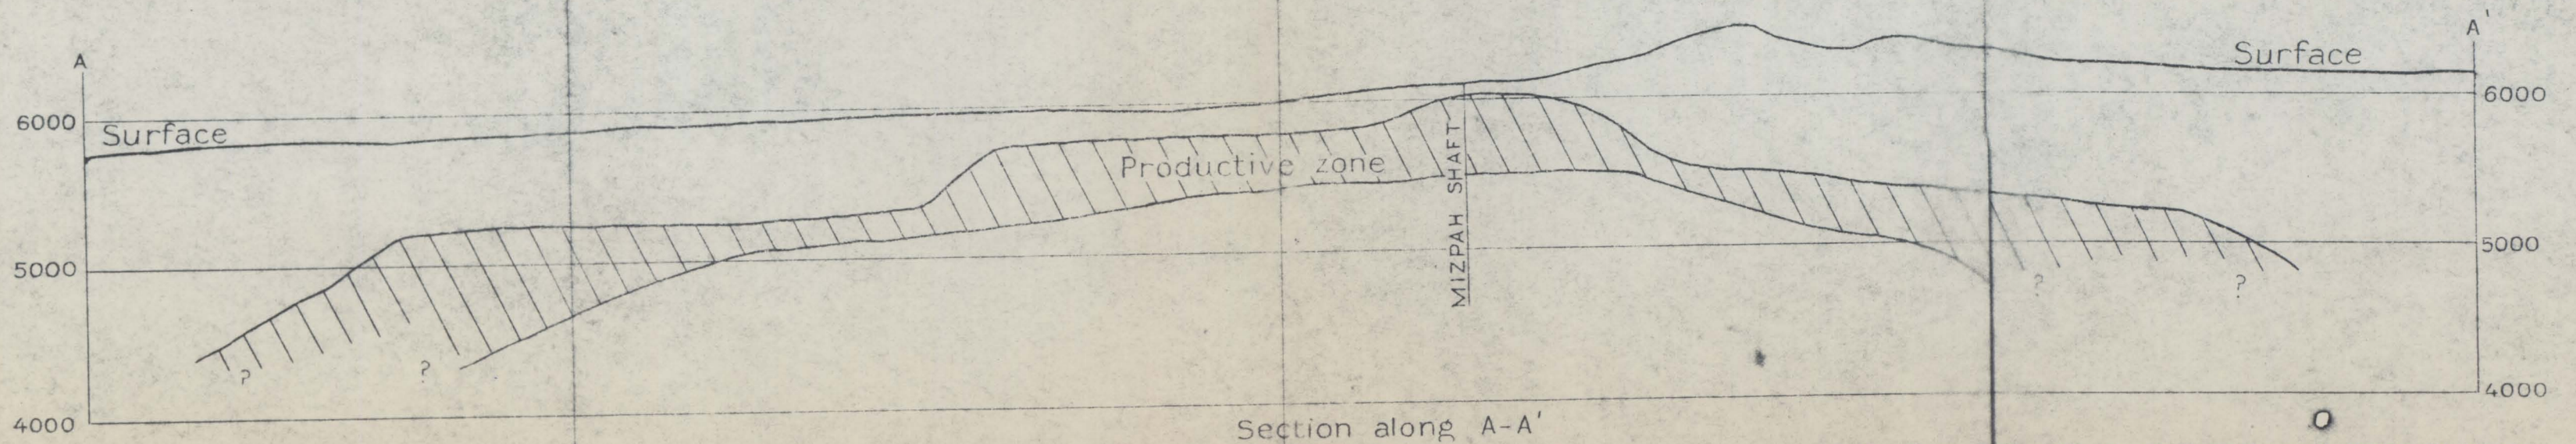 A
A'
Surface
6000
6000
Surface
Productive zone
MIZPAH SHAFT
5000
5000
?
?
?
?
4000
4000
Section along A-A'
O